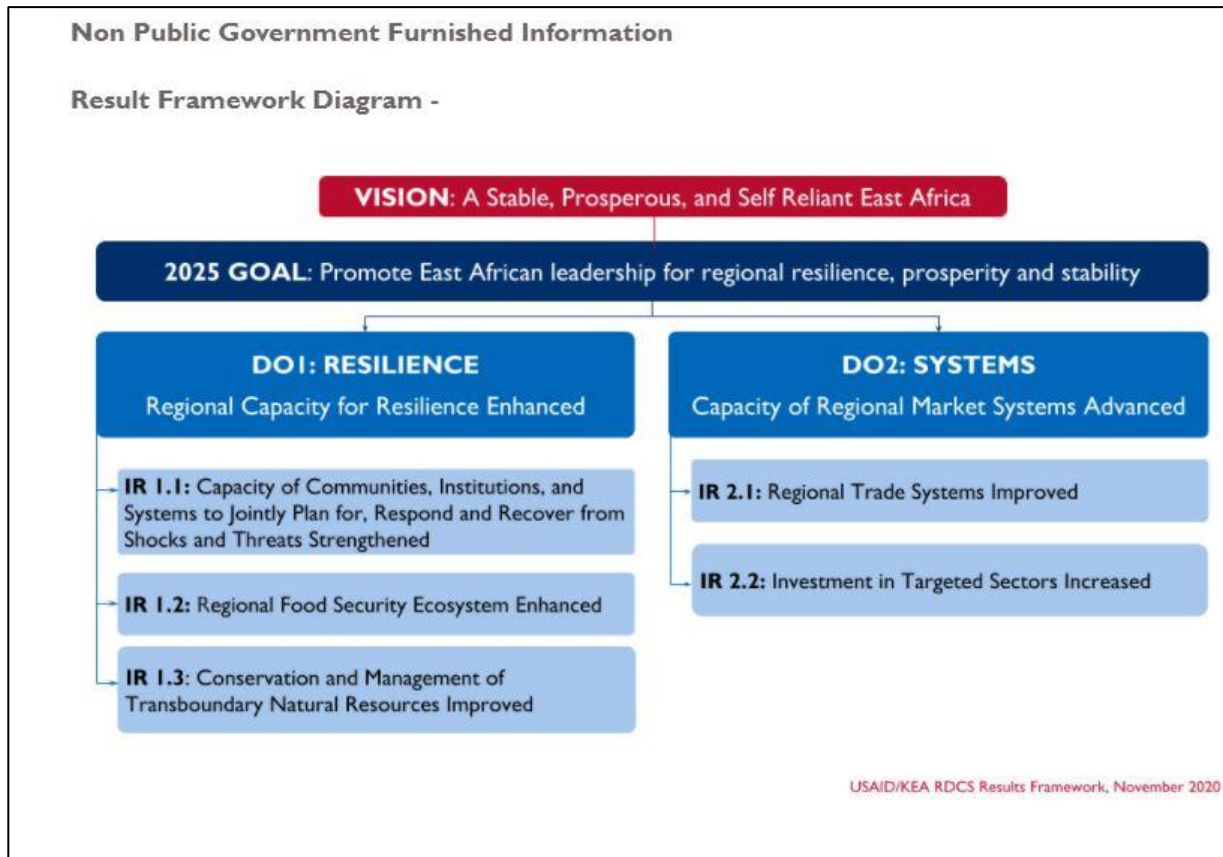 Non Public Government Furnished Information
Result Framework Diagram -
VISION: A Stable, Prosperous, and Self Reliant East Africa
2025 GOAL: Promote East African leadership for regional resilience, prosperity and stability
DO1: RESILIENCE
Regional Capacity for Resilience Enhanced
IR 1.1: Capacity of Communities, Institutions, and
Systems to Jointly Plan for, Respond and Recover from
Shocks and Threats Strengthened
IR 1.2: Regional Food Security Ecosystem Enhanced
IR 1.3: Conservation and Management of
Transboundary Natural Resources Improved
DO2: SYSTEMS
Capacity of Regional Market Systems Advanced
IR 2.1: Regional Trade Systems Improved
IR 2.2: Investment in Targeted Sectors Increased
USAID/KEA RDCS Results Framework, November 2020